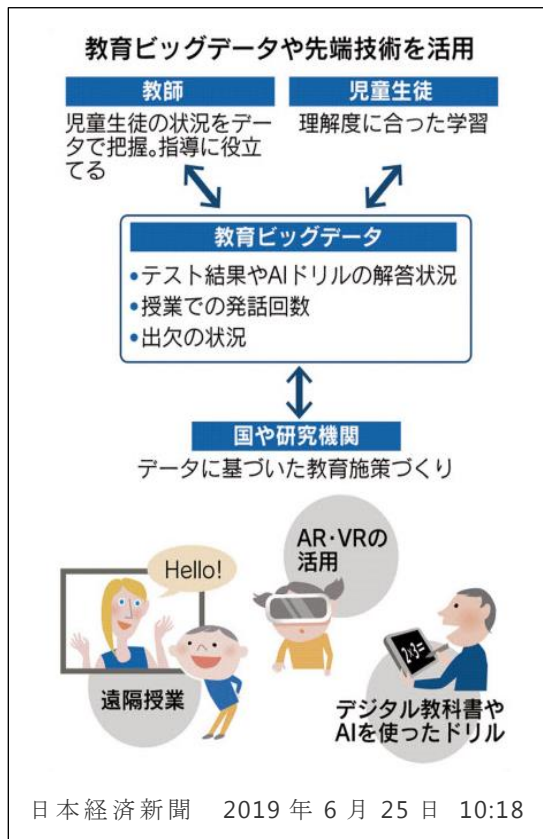 教育ビッグデータや先端技術を活用
教師
児童生徒の状況をデー
タで把握。指導に役立
てる
児童生徒
理解度に合った学習
教育ビッグデータ
•テスト結果やAIドリルの解答状況
•授業での発話回数
•出欠の状況
国や研究機関
データに基づいた教育施策づくり
Hello!
遠隔授業
AR・VRの
活用
2×3=
デジタル教科書や
AIを使ったドリル
日本経済新聞 2019年6月25日 10:18